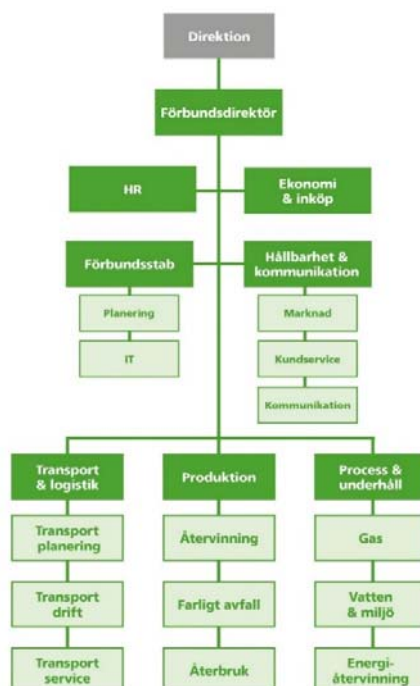 Direktion
Förbundsdirektör
HR
Ekonomi
& inköp
Förbundsstab
Hållbarhet &
kommunikation
Planering
IT
Marknad
Kundservice
Kommunikation
Transport
& logistik
Produktion
Process &
underhåll
Transport
planering
Återvinning
Gas
Transport
drift
Farligt avfall
Vatten
& miljö
Transport
service
Återbruk
Energi-
återvinning